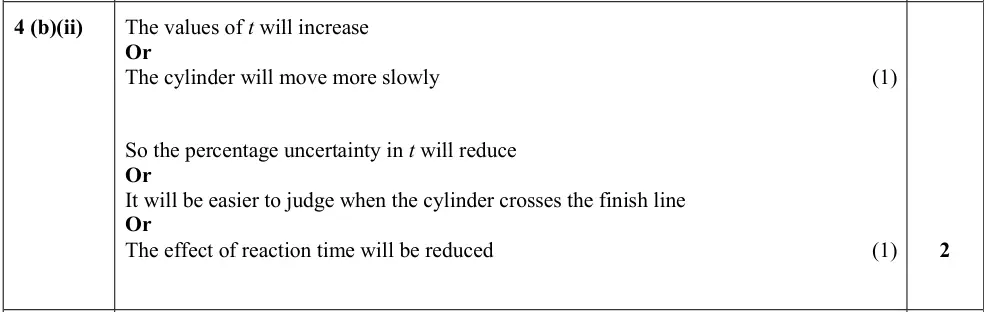 4 (b)(ii) The values of t will increase
Or
The cylinder will move more slowly (1)
So the percentage uncertainty in t will reduce
Or
It will be easier to judge when the cylinder crosses the finish line
Or
The effect of reaction time will be reduced (1) 2